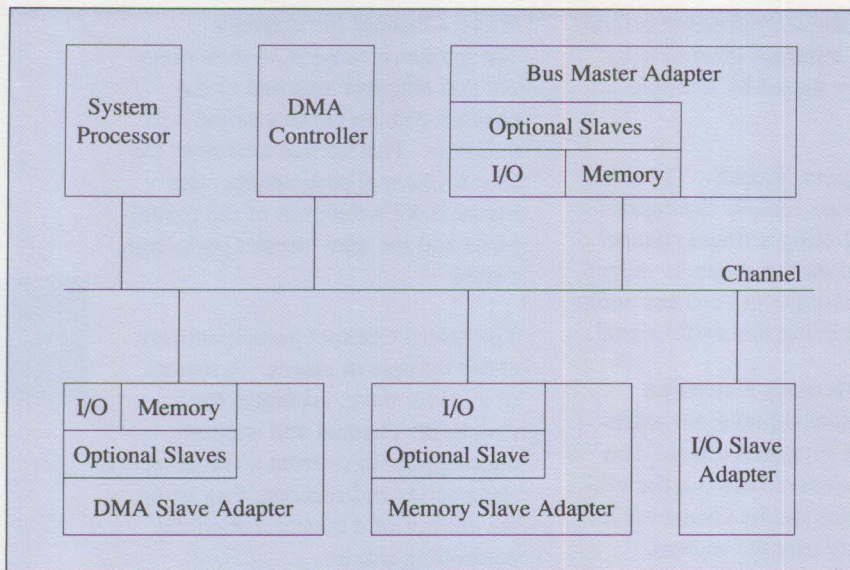 System
Processor
DMA
Controller
Bus Master Adapter
Optional Slaves
I/O Memory
Channel
I/O Memory
Optional Slaves
DMA Slave Adapter
I/O
Optional Slave
Memory Slave Adapter
I/O Slave
Adapter